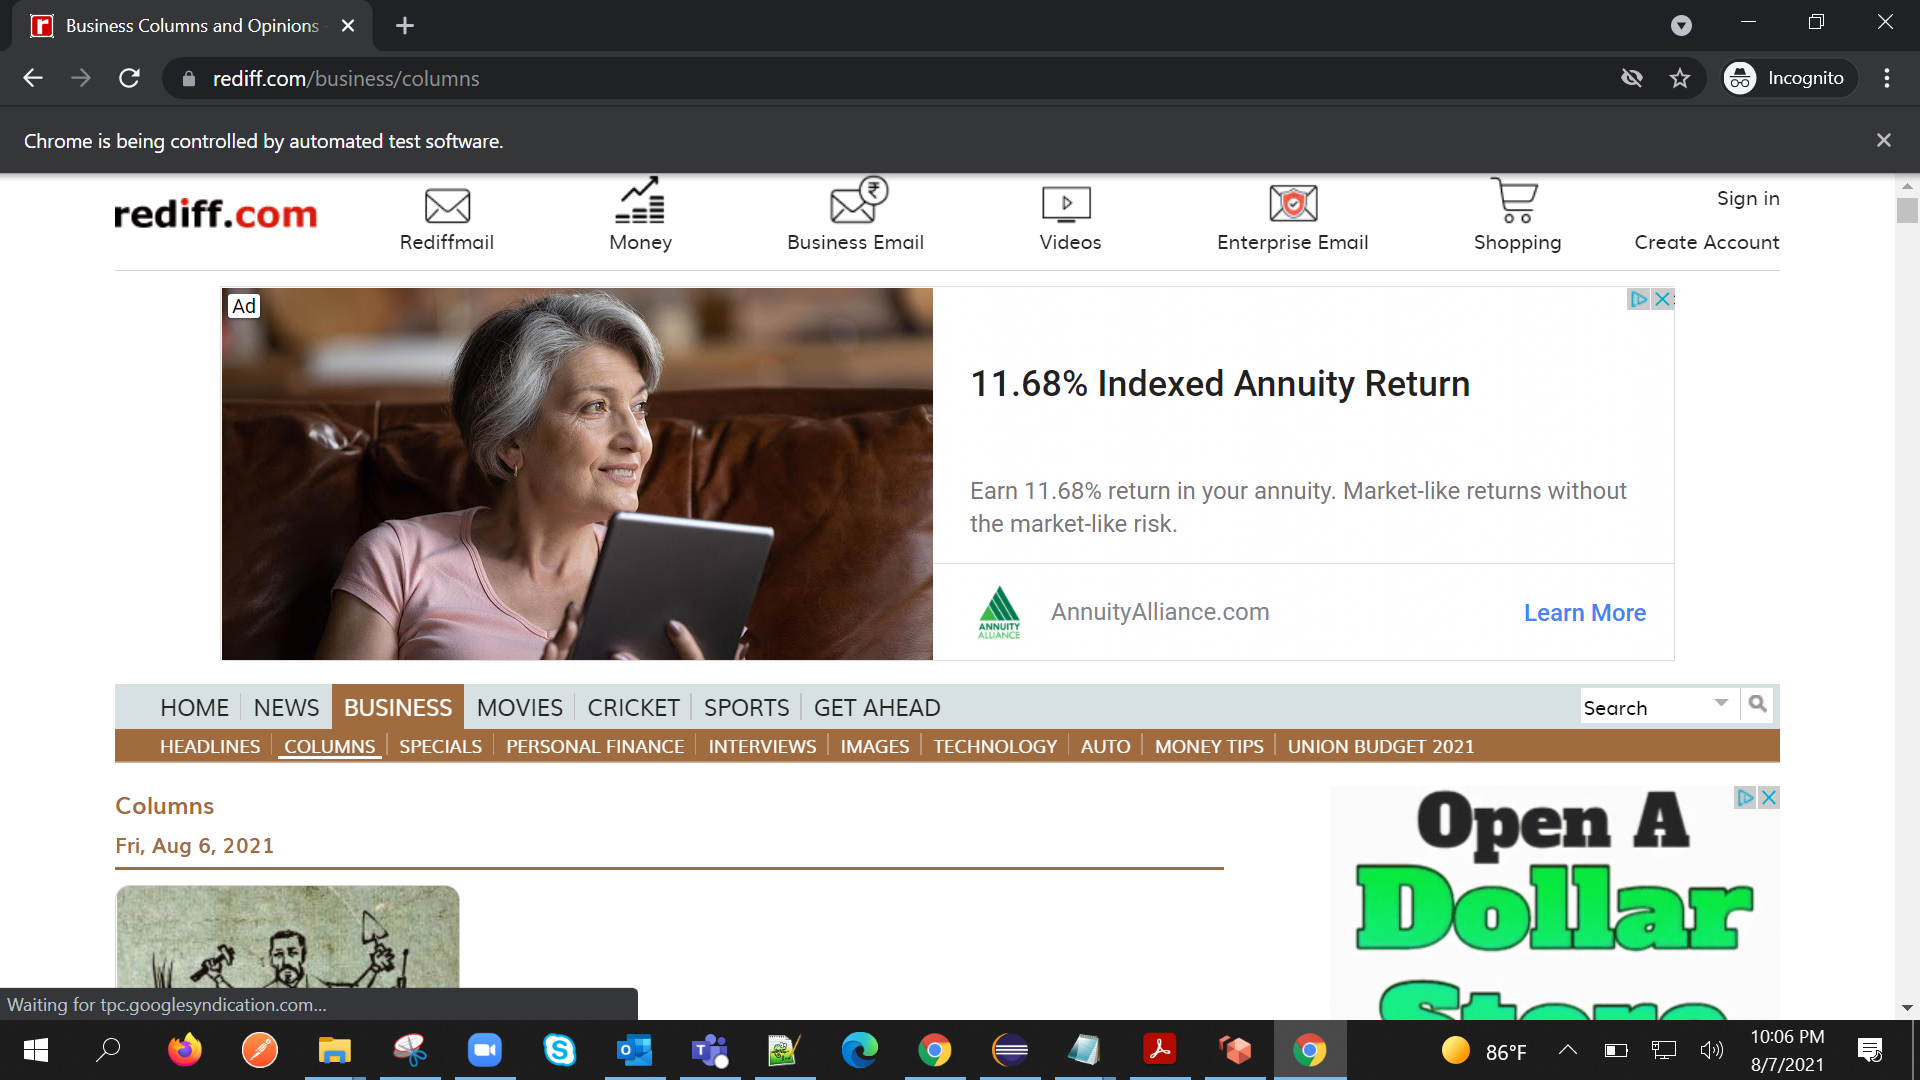 Business Columns and Opinions
rediff.com/business/columns
Incognito
Chrome is being controlled by automated test software.
rediff.com
Rediffmail
Money
Business Email
Videos
Enterprise Email
Shopping
Sign in
Create Account
Ad
11.68% Indexed Annuity Return
Earn 11.68% return in your annuity. Market-like returns without
the market-like risk.
ANNUITY
ALLIANCE
AnnuityAlliance.com
Learn More
HOME NEWS BUSINESS MOVIES CRICKET SPORTS GET AHEAD
Search
HEADLINES COLUMNS SPECIALS PERSONAL FINANCE INTERVIEWS IMAGES TECHNOLOGY AUTO MONEY TIPS UNION BUDGET 2021
Columns
Fri, Aug 6, 2021
Open A
Dollar
Store
Waiting for tpc.googlesyndication.com...
86°F
10:06 PM
8/7/2021